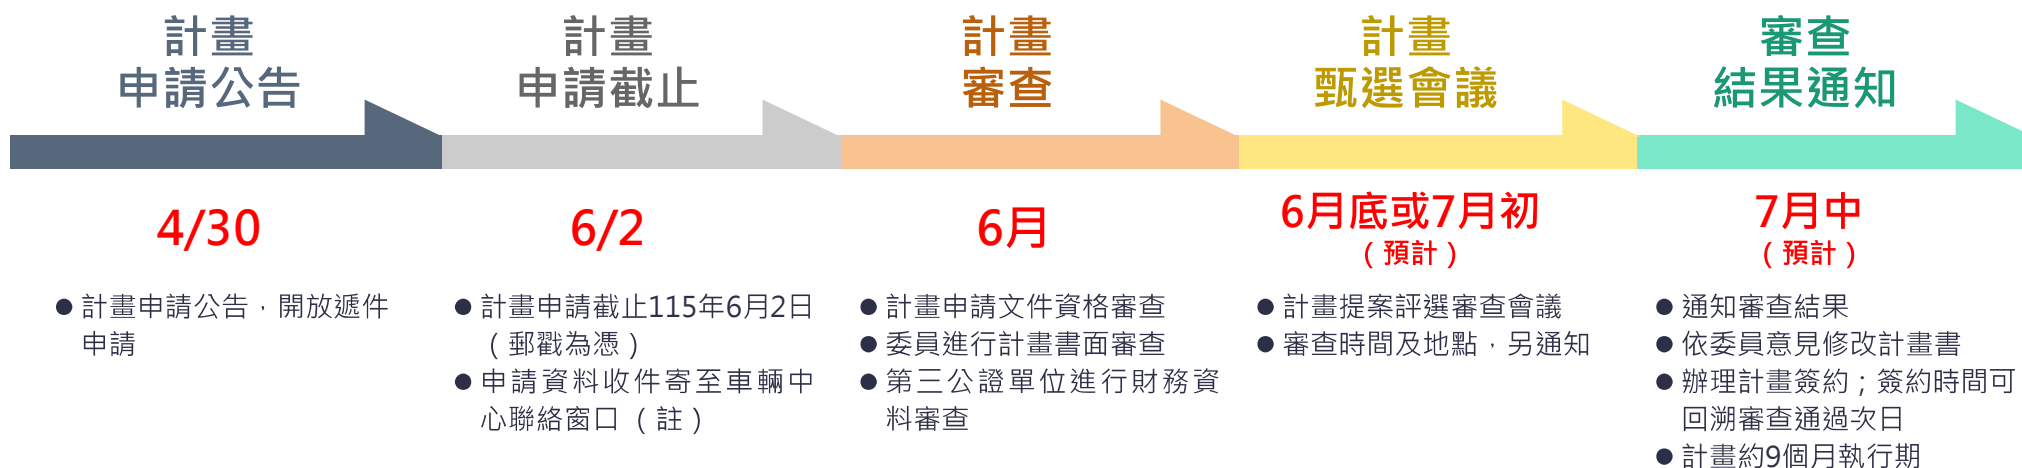 計畫
申請公告
計畫
申請截止
計畫
審查
計畫
甄選會議
審查
結果通知
4/30
6/2
6月
6月底或7月初
（預計）
7月中
（預計）
● 計畫申請公告，開放遞件
申請
● 計畫申請截止115年6月2日
（郵戳為憑）
● 申請資料收件寄至車輛中
心聯絡窗口（註）
● 計畫申請文件資格審查
● 委員進行計畫書面審查
● 第三公證單位進行財務資
料審查
● 計畫提案評選審查會議
● 審查時間及地點，另通知
● 通知審查結果
● 依委員意見修改計畫書
● 辦理計畫簽約；簽約時間可
回溯審查通過次日
● 計畫約9個月執行期